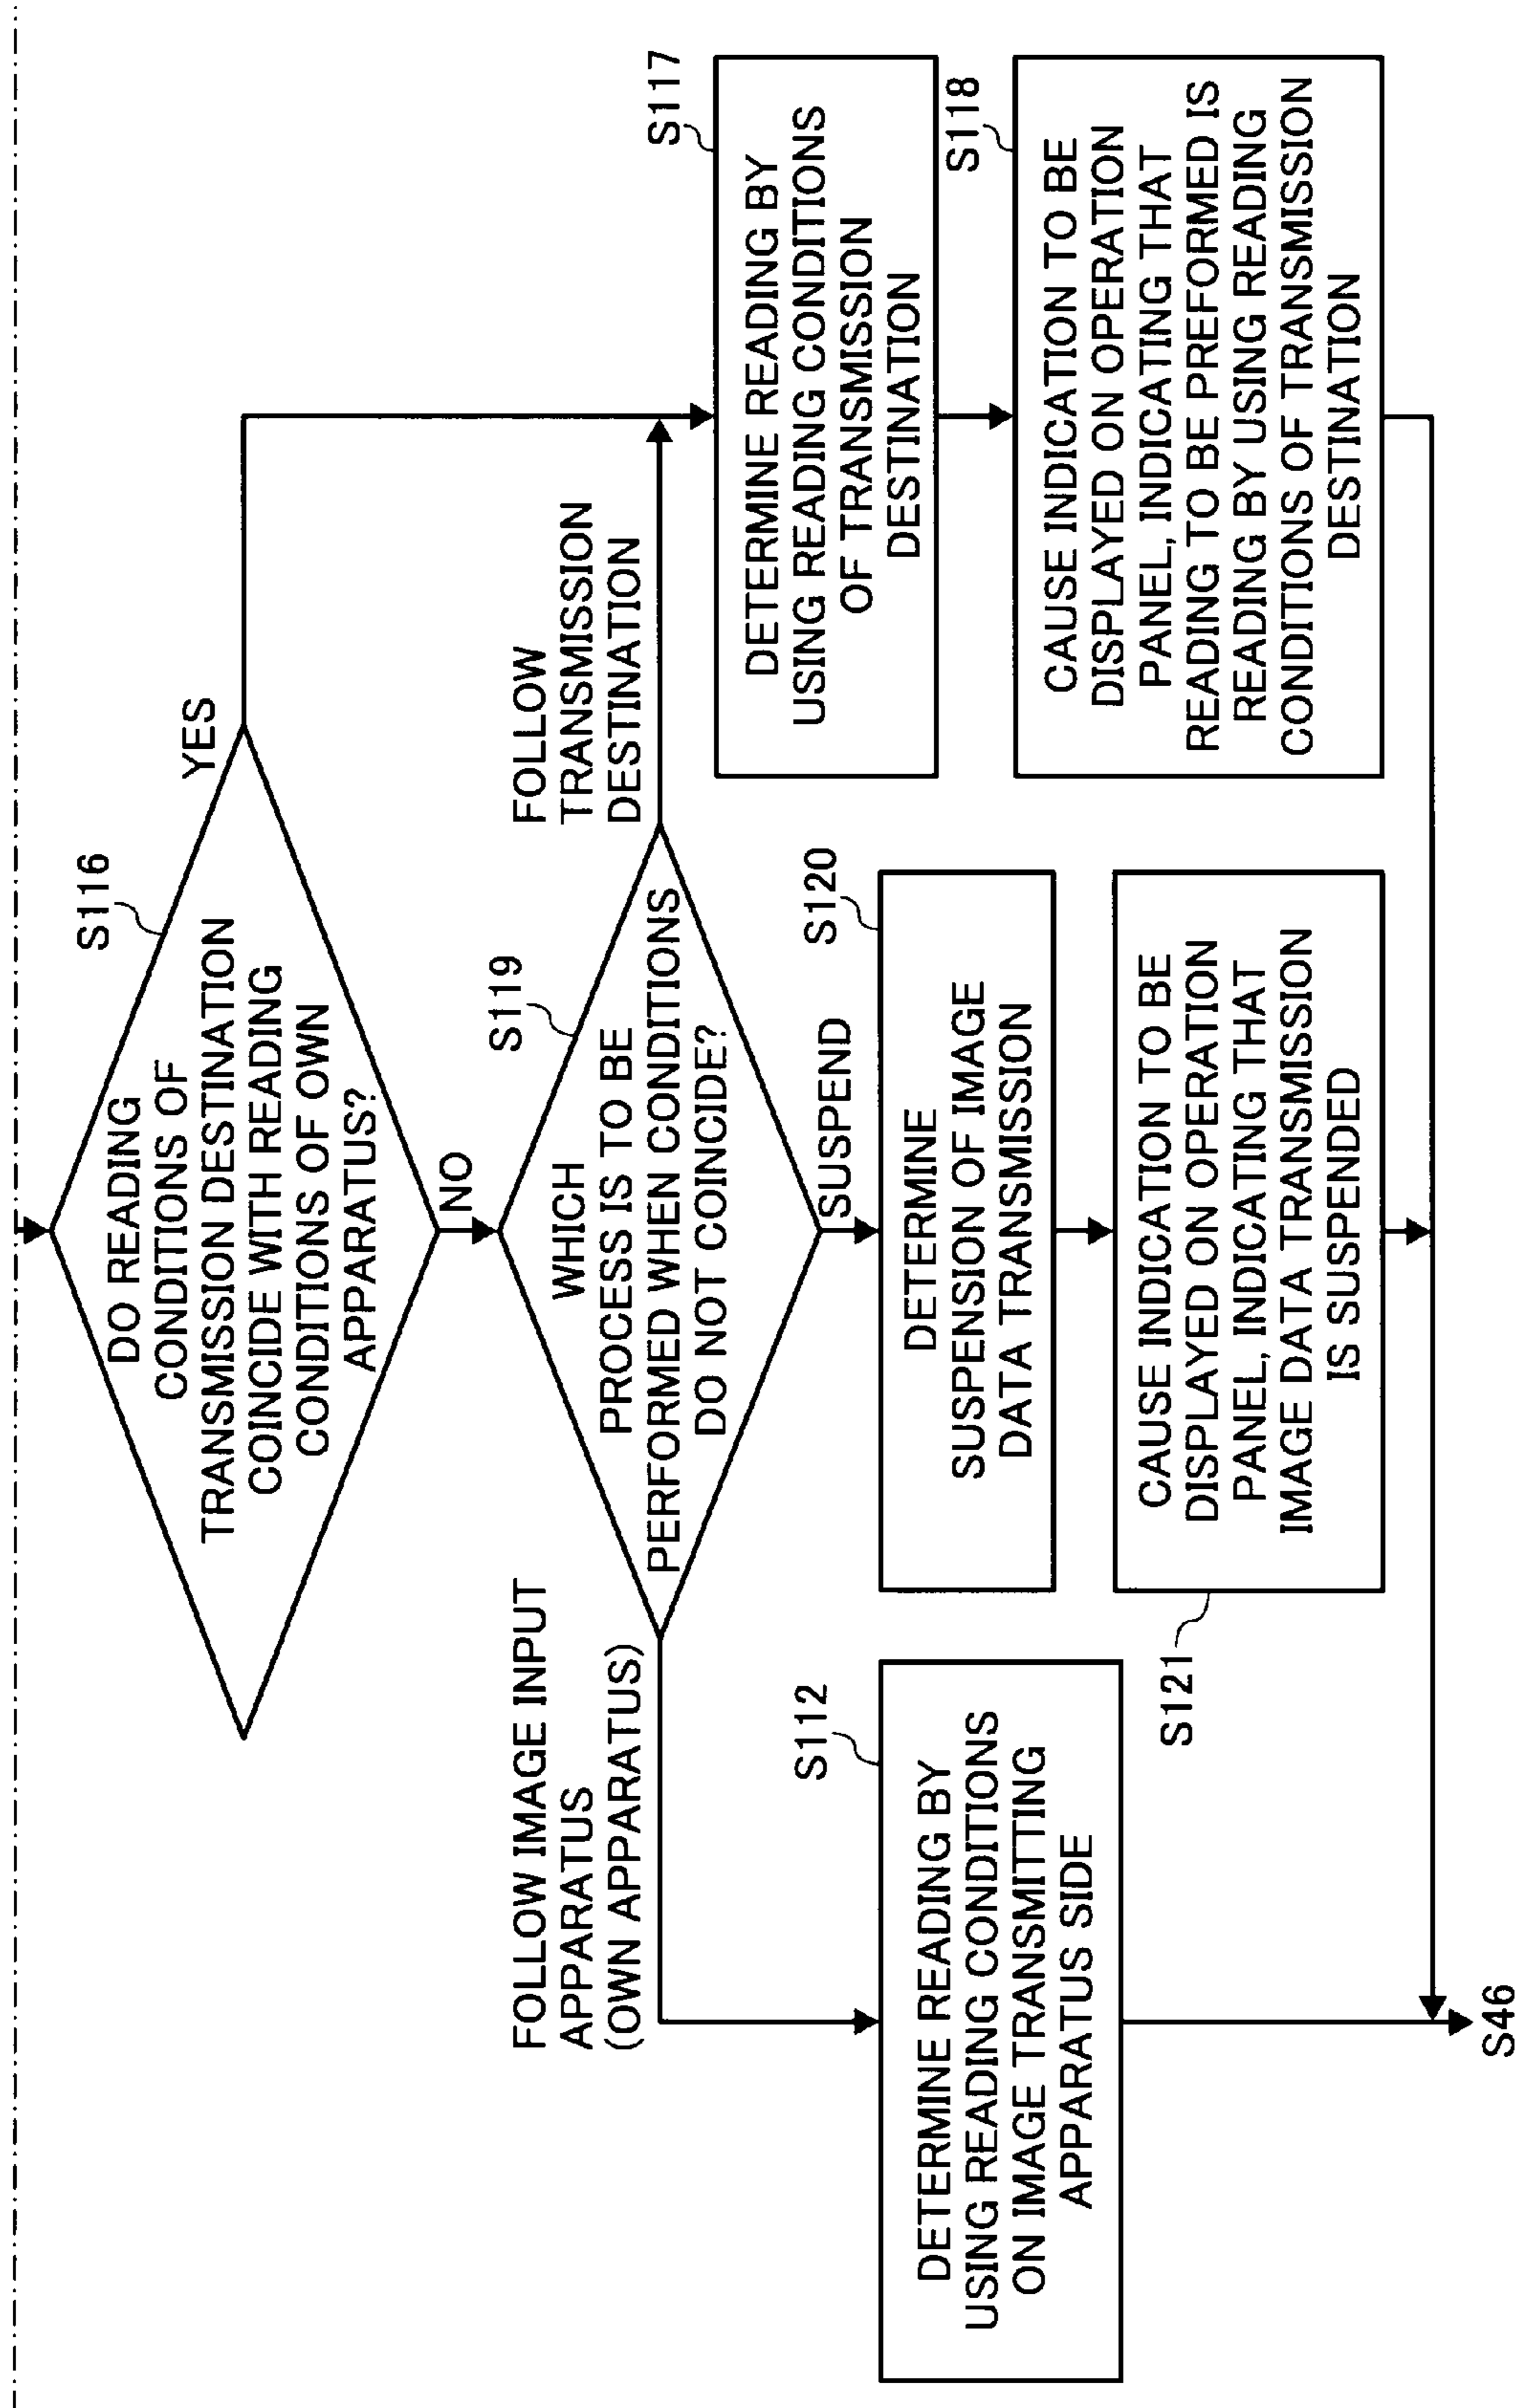 S116
DO READING
CONDITIONS OF
TRANSMISSION DESTINATION
COINCIDE WITH READING
CONDITIONS OF OWN
APPARATUS?
YES
NO
S119
WHICH
PROCESS IS TO BE
PERFORMED WHEN CONDITIONS
DO NOT COINCIDE?
FOLLOW IMAGE INPUT
APPARATUS
(OWN APPARATUS)
SUSPEND
FOLLOW
TRANSMISSION
DESTINATION
S112
DETERMINE READING BY
USING READING CONDITIONS
ON IMAGE TRANSMITTING
APPARATUS SIDE
S120
DETERMINE
SUSPENSION OF IMAGE
DATA TRANSMISSION
S121
CAUSE INDICATION TO BE
DISPLAYED ON OPERATION
PANEL, INDICATING THAT
IMAGE DATA TRANSMISSION
IS SUSPENDED
S117
DETERMINE READING BY
USING READING CONDITIONS
OF TRANSMISSION
DESTINATION
S118
CAUSE INDICATION TO BE
DISPLAYED ON OPERATION
PANEL, INDICATING THAT
READING TO BE PREFORMED IS
READING BY USING READING
CONDITIONS OF TRANSMISSION
DESTINATION
S46